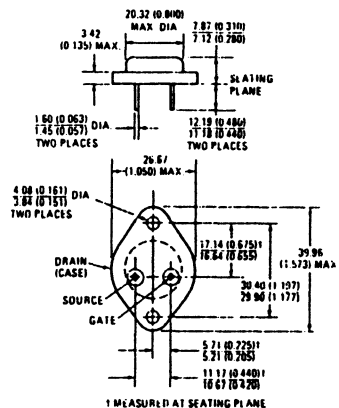 20.32 (0.800)
MAX DIA
7.87 (0.310)
7.12 (0.280)
3.42
(0.135) MAX.
SEATING
PLANE
1.60 (0.063)
1.45 (0.057)
DIA
TWO PLACES
12.19 (0.480)
11.18 (0.440)
TWO PLACES
26.67
(1.050) MAX
4.08 (0.161)
3.84 (0.151)
DIA
TWO PLACES
DRAIN
(CASE)
17.14 (0.675)†
16.64 (0.655)
39.96
(1.573) MAX
SOURCE
30.40 (1.197)
29.90 (1.177)
GATE
5.71 (0.225)†
5.21 (0.205)
11.17 (0.440)†
10.67 (0.420)
† MEASURED AT SEATING PLANE